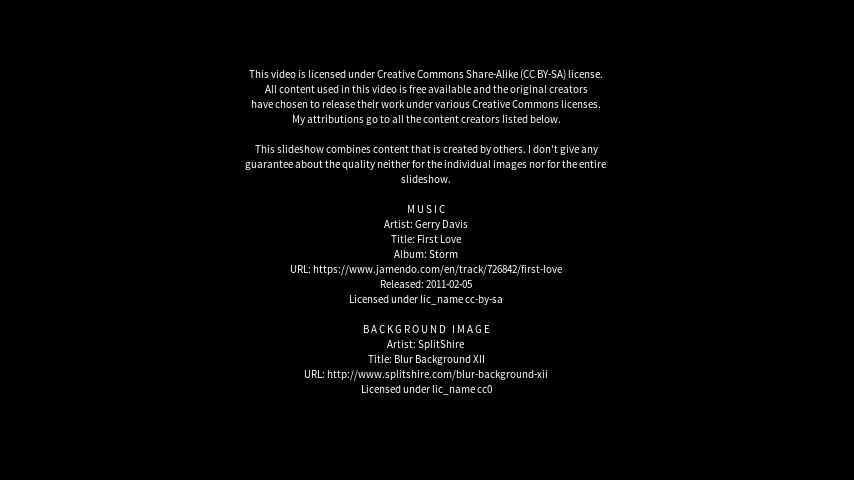 This video is licensed under Creative Commons Share-Alike (CC BY-SA) license.
All content used in this video is free available and the original creators
have chosen to release their work under various Creative Commons licenses.
My attributions go to all the content creators listed below.
This slideshow combines content that is created by others. I don't give any
guarantee about the quality neither for the individual images nor for the entire
slideshow.
MUSIC
Artist: Gerry Davis
Title: First Love
Album: Storm
URL: https://www.jamendo.com/en/track/726842/first-love
Released: 2011-02-05
Licensed under lic_name cc-by-sa
BACKGROUND IMAGE
Artist: SplitShire
Title: Blur Background XII
URL: http://www.splitshire.com/blur-background-xii
Licensed under lic_name cc0